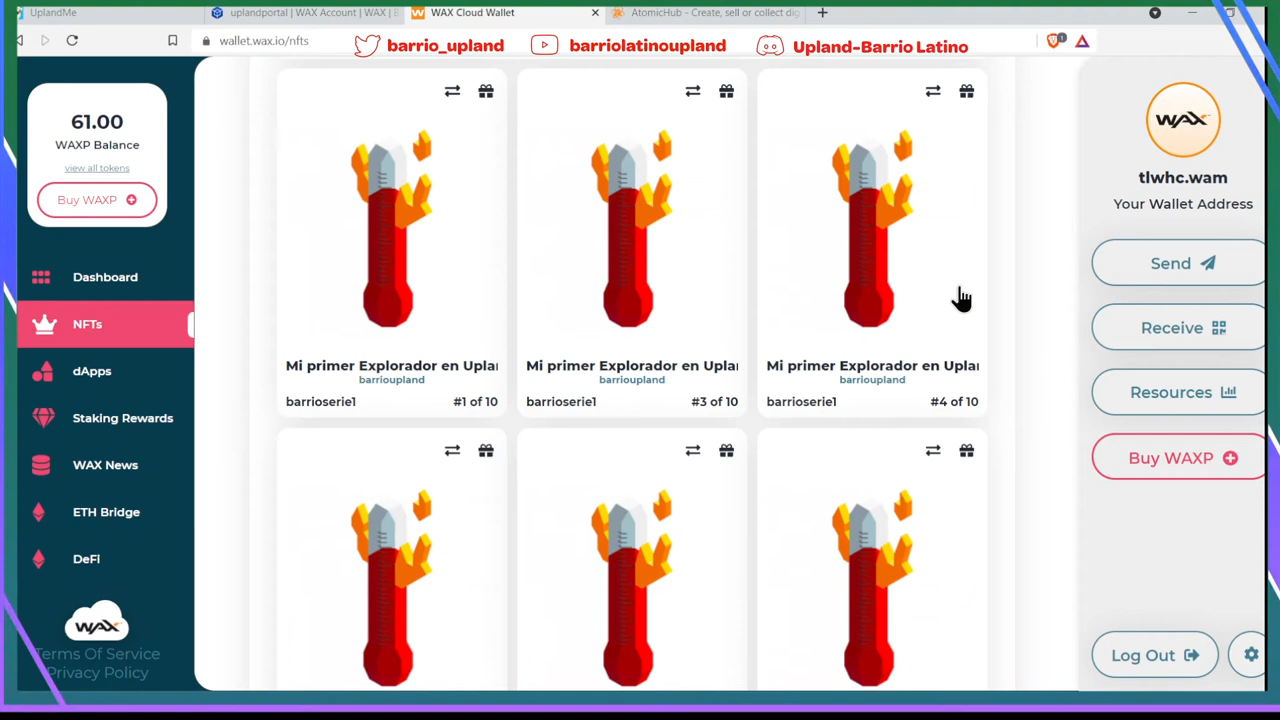 UplandMe
uplandportal | WAX Account | WAX | B
WAX Cloud Wallet
AtomicHub - Create, sell or collect dig
wallet.wax.io/nfts
barrio_upland
barriolatinoupland
Upland-Barrio Latino
61.00
WAXP Balance
view all tokens
Buy WAXP
Dashboard
NFTs
dApps
Staking Rewards
WAX News
ETH Bridge
DeFi
WAX
Terms Of Service
Privacy Policy
Mi primer Explorador en Uplan
barrioupland
barrioserie1 #1 of 10
Mi primer Explorador en Uplan
barrioupland
barrioserie1 #3 of 10
Mi primer Explorador en Uplan
barrioupland
barrioserie1 #4 of 10
WAX
tlwhc.wam
Your Wallet Address
Send
Receive
Resources
Buy WAXP
Log Out